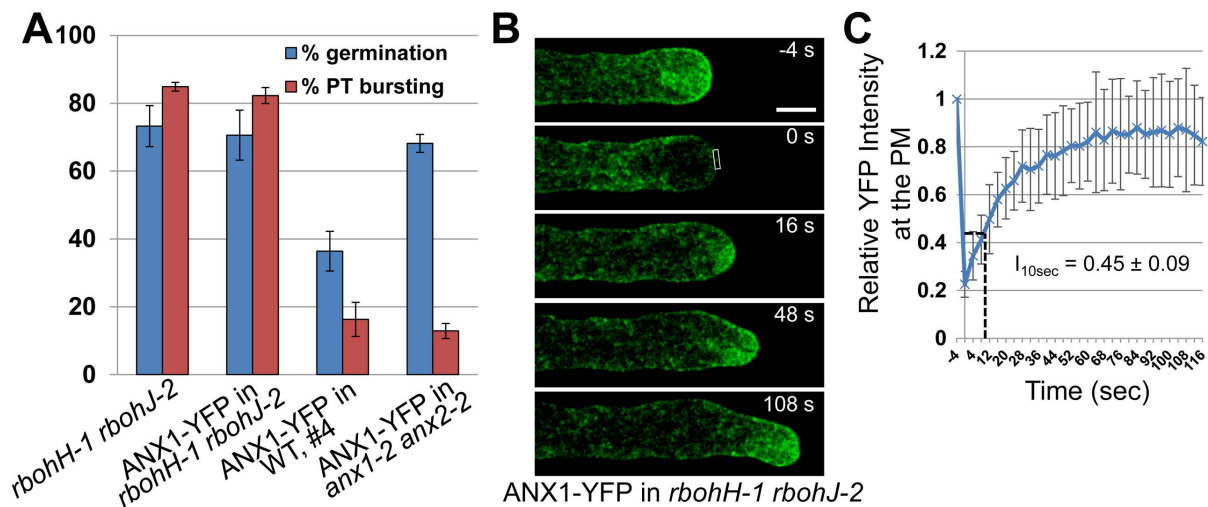 A
100
80
60
40
20
0
% germination
% PT bursting
rbohH-1 rbohJ-2
ANX1-YFP in
rbohH-1 rbohJ-2
ANX1-YFP in
WT, #4
ANX1-YFP in
anx1-2 anx2-2
B
-4 s
0 s
16 s
48 s
108 s
ANX1-YFP in rbohH-1 rbohJ-2
C
Relative YFP Intensity
at the PM
1.2
1
0.8
0.6
0.4
0.2
0
I10sec = 0.45 ± 0.09
-4 4 12 20 28 36 44 52 60 68 76 84 92 100 108 116
Time (sec)